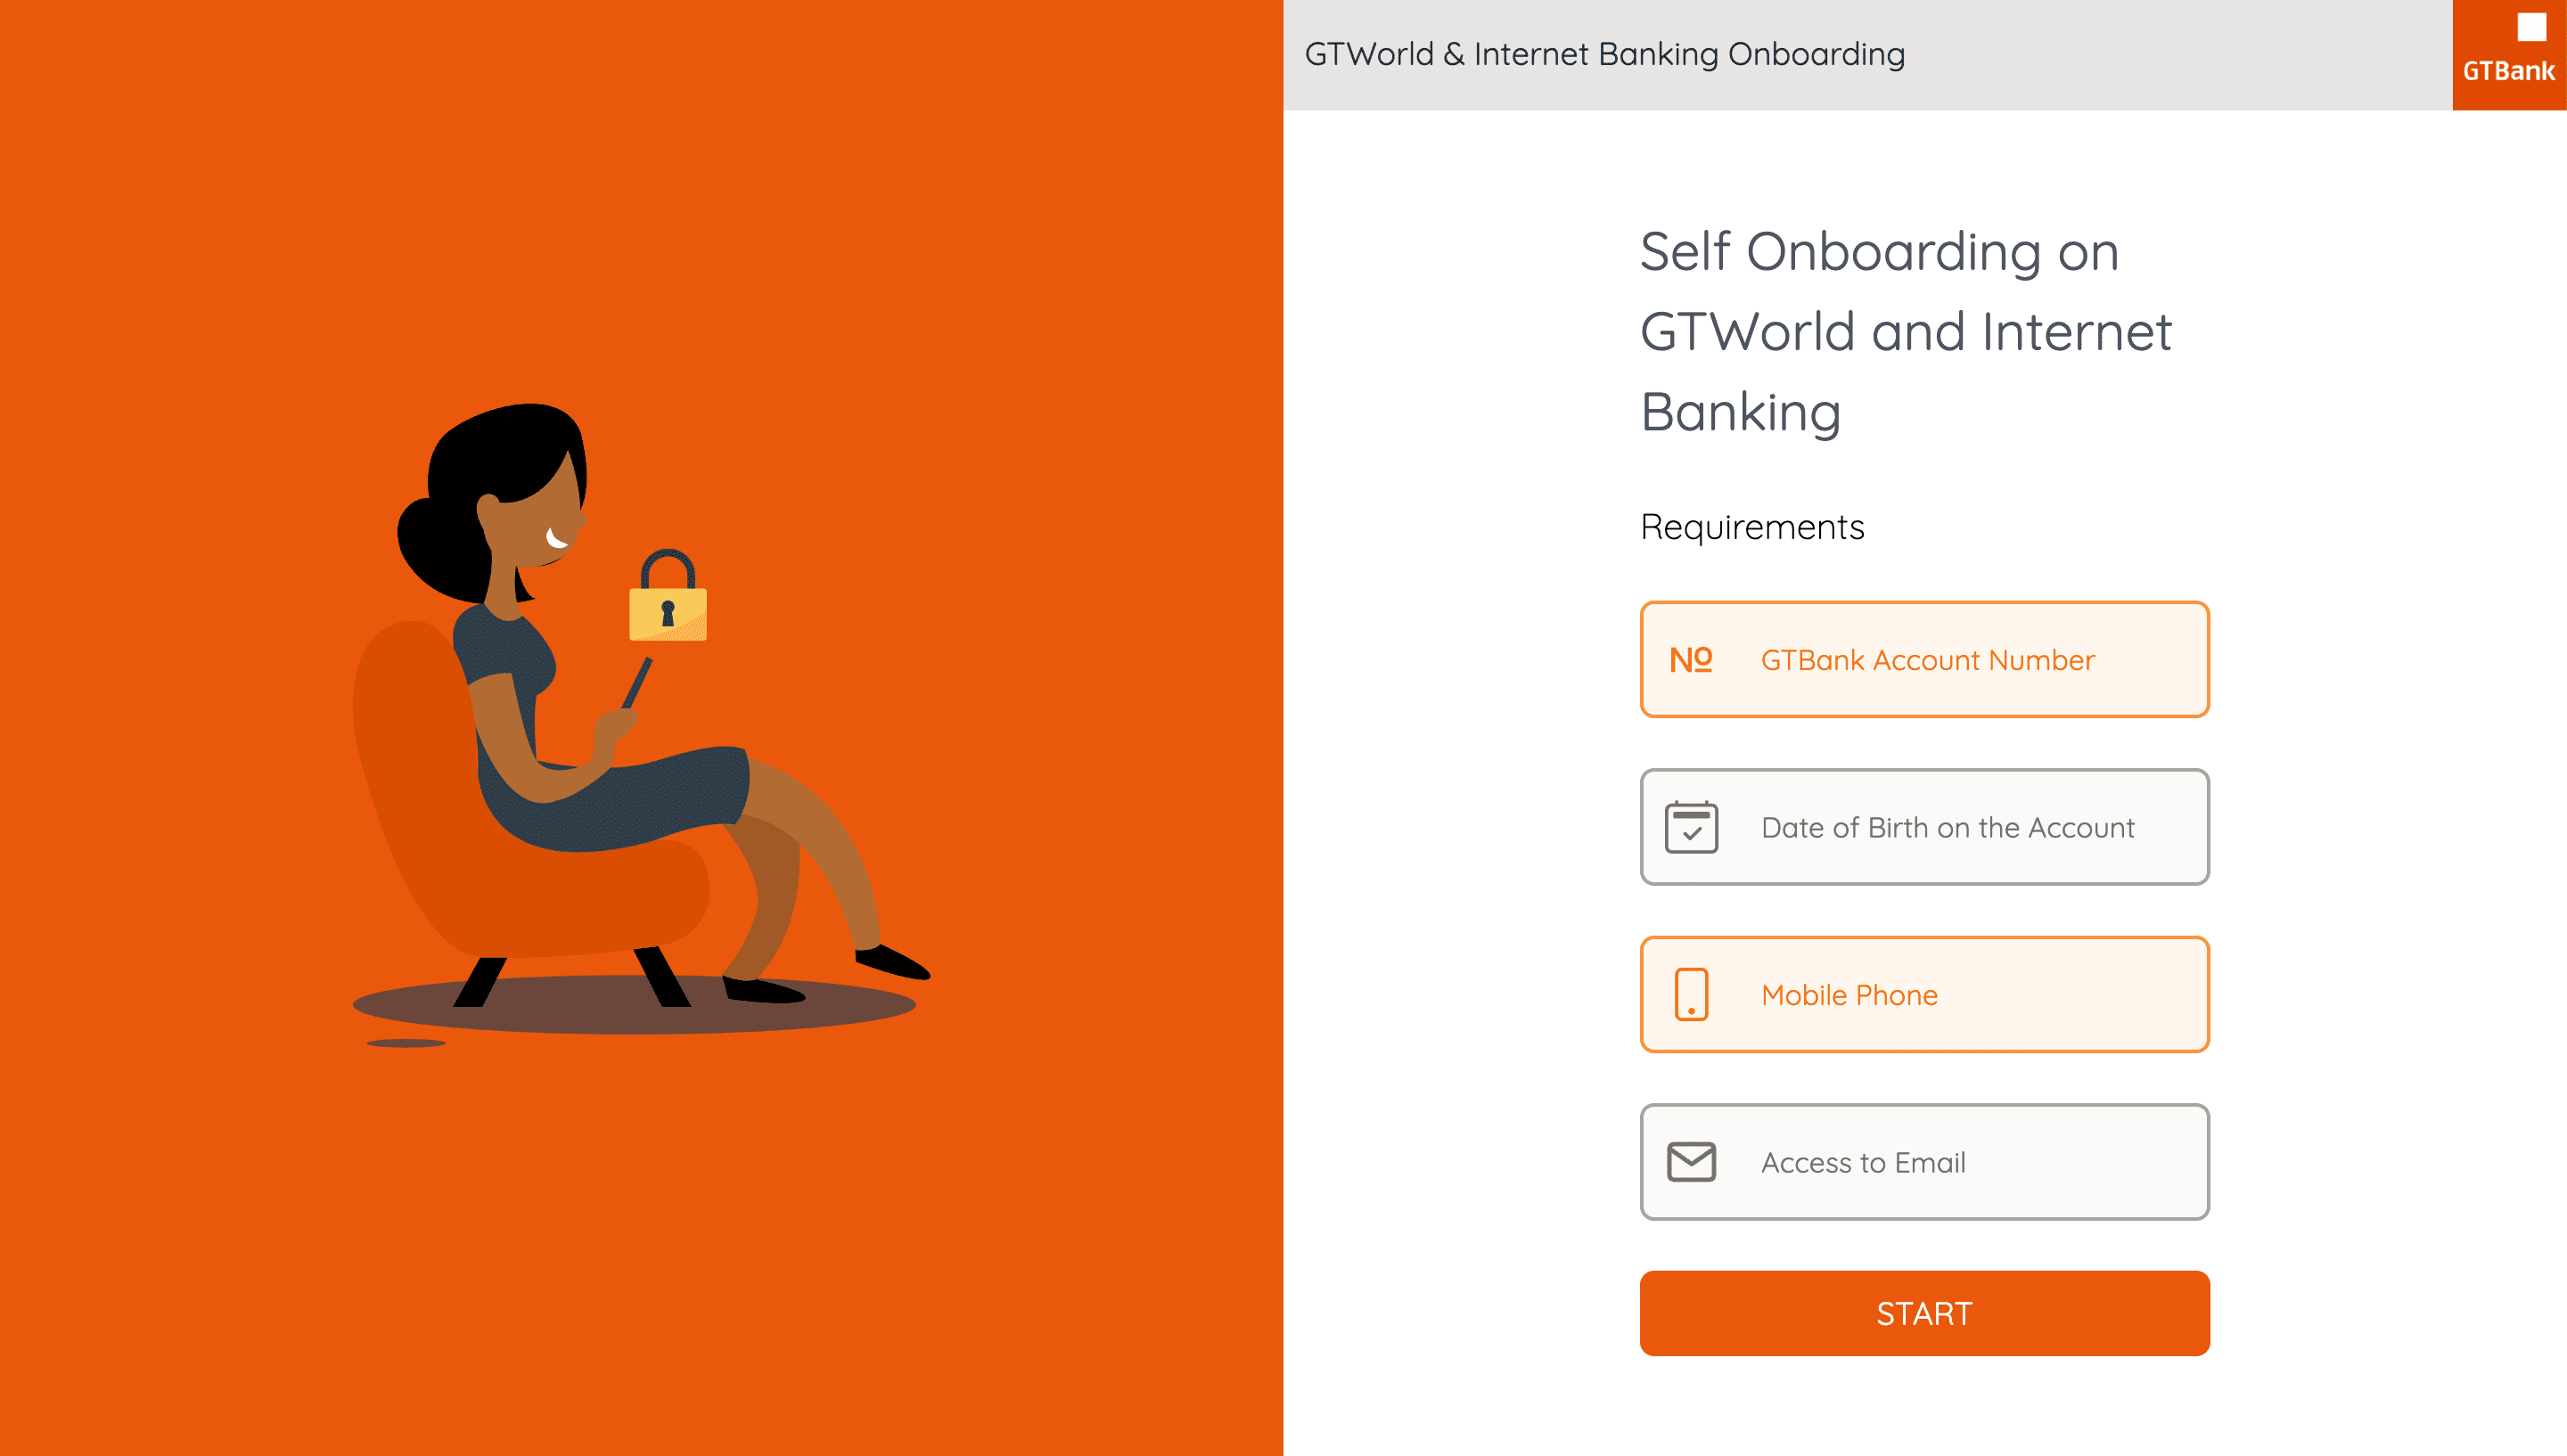 GTWorld & Internet Banking Onboarding
GTBank
Self Onboarding on
GTWorld and Internet
Banking
Requirements
Nº GTBank Account Number
Date of Birth on the Account
Mobile Phone
Access to Email
START